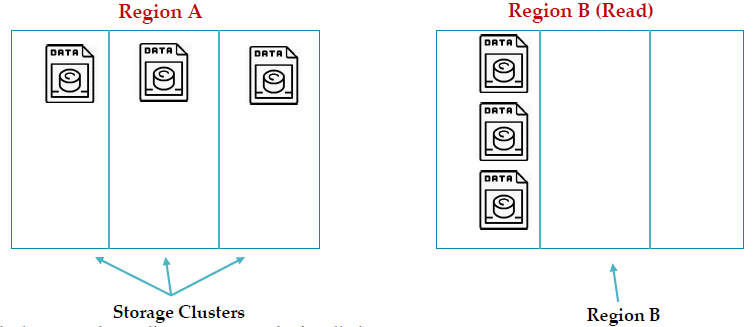 Region A
Region B (Read)
DATA
DATA
DATA
DATA
DATA
DATA
Storage Clusters
Region B